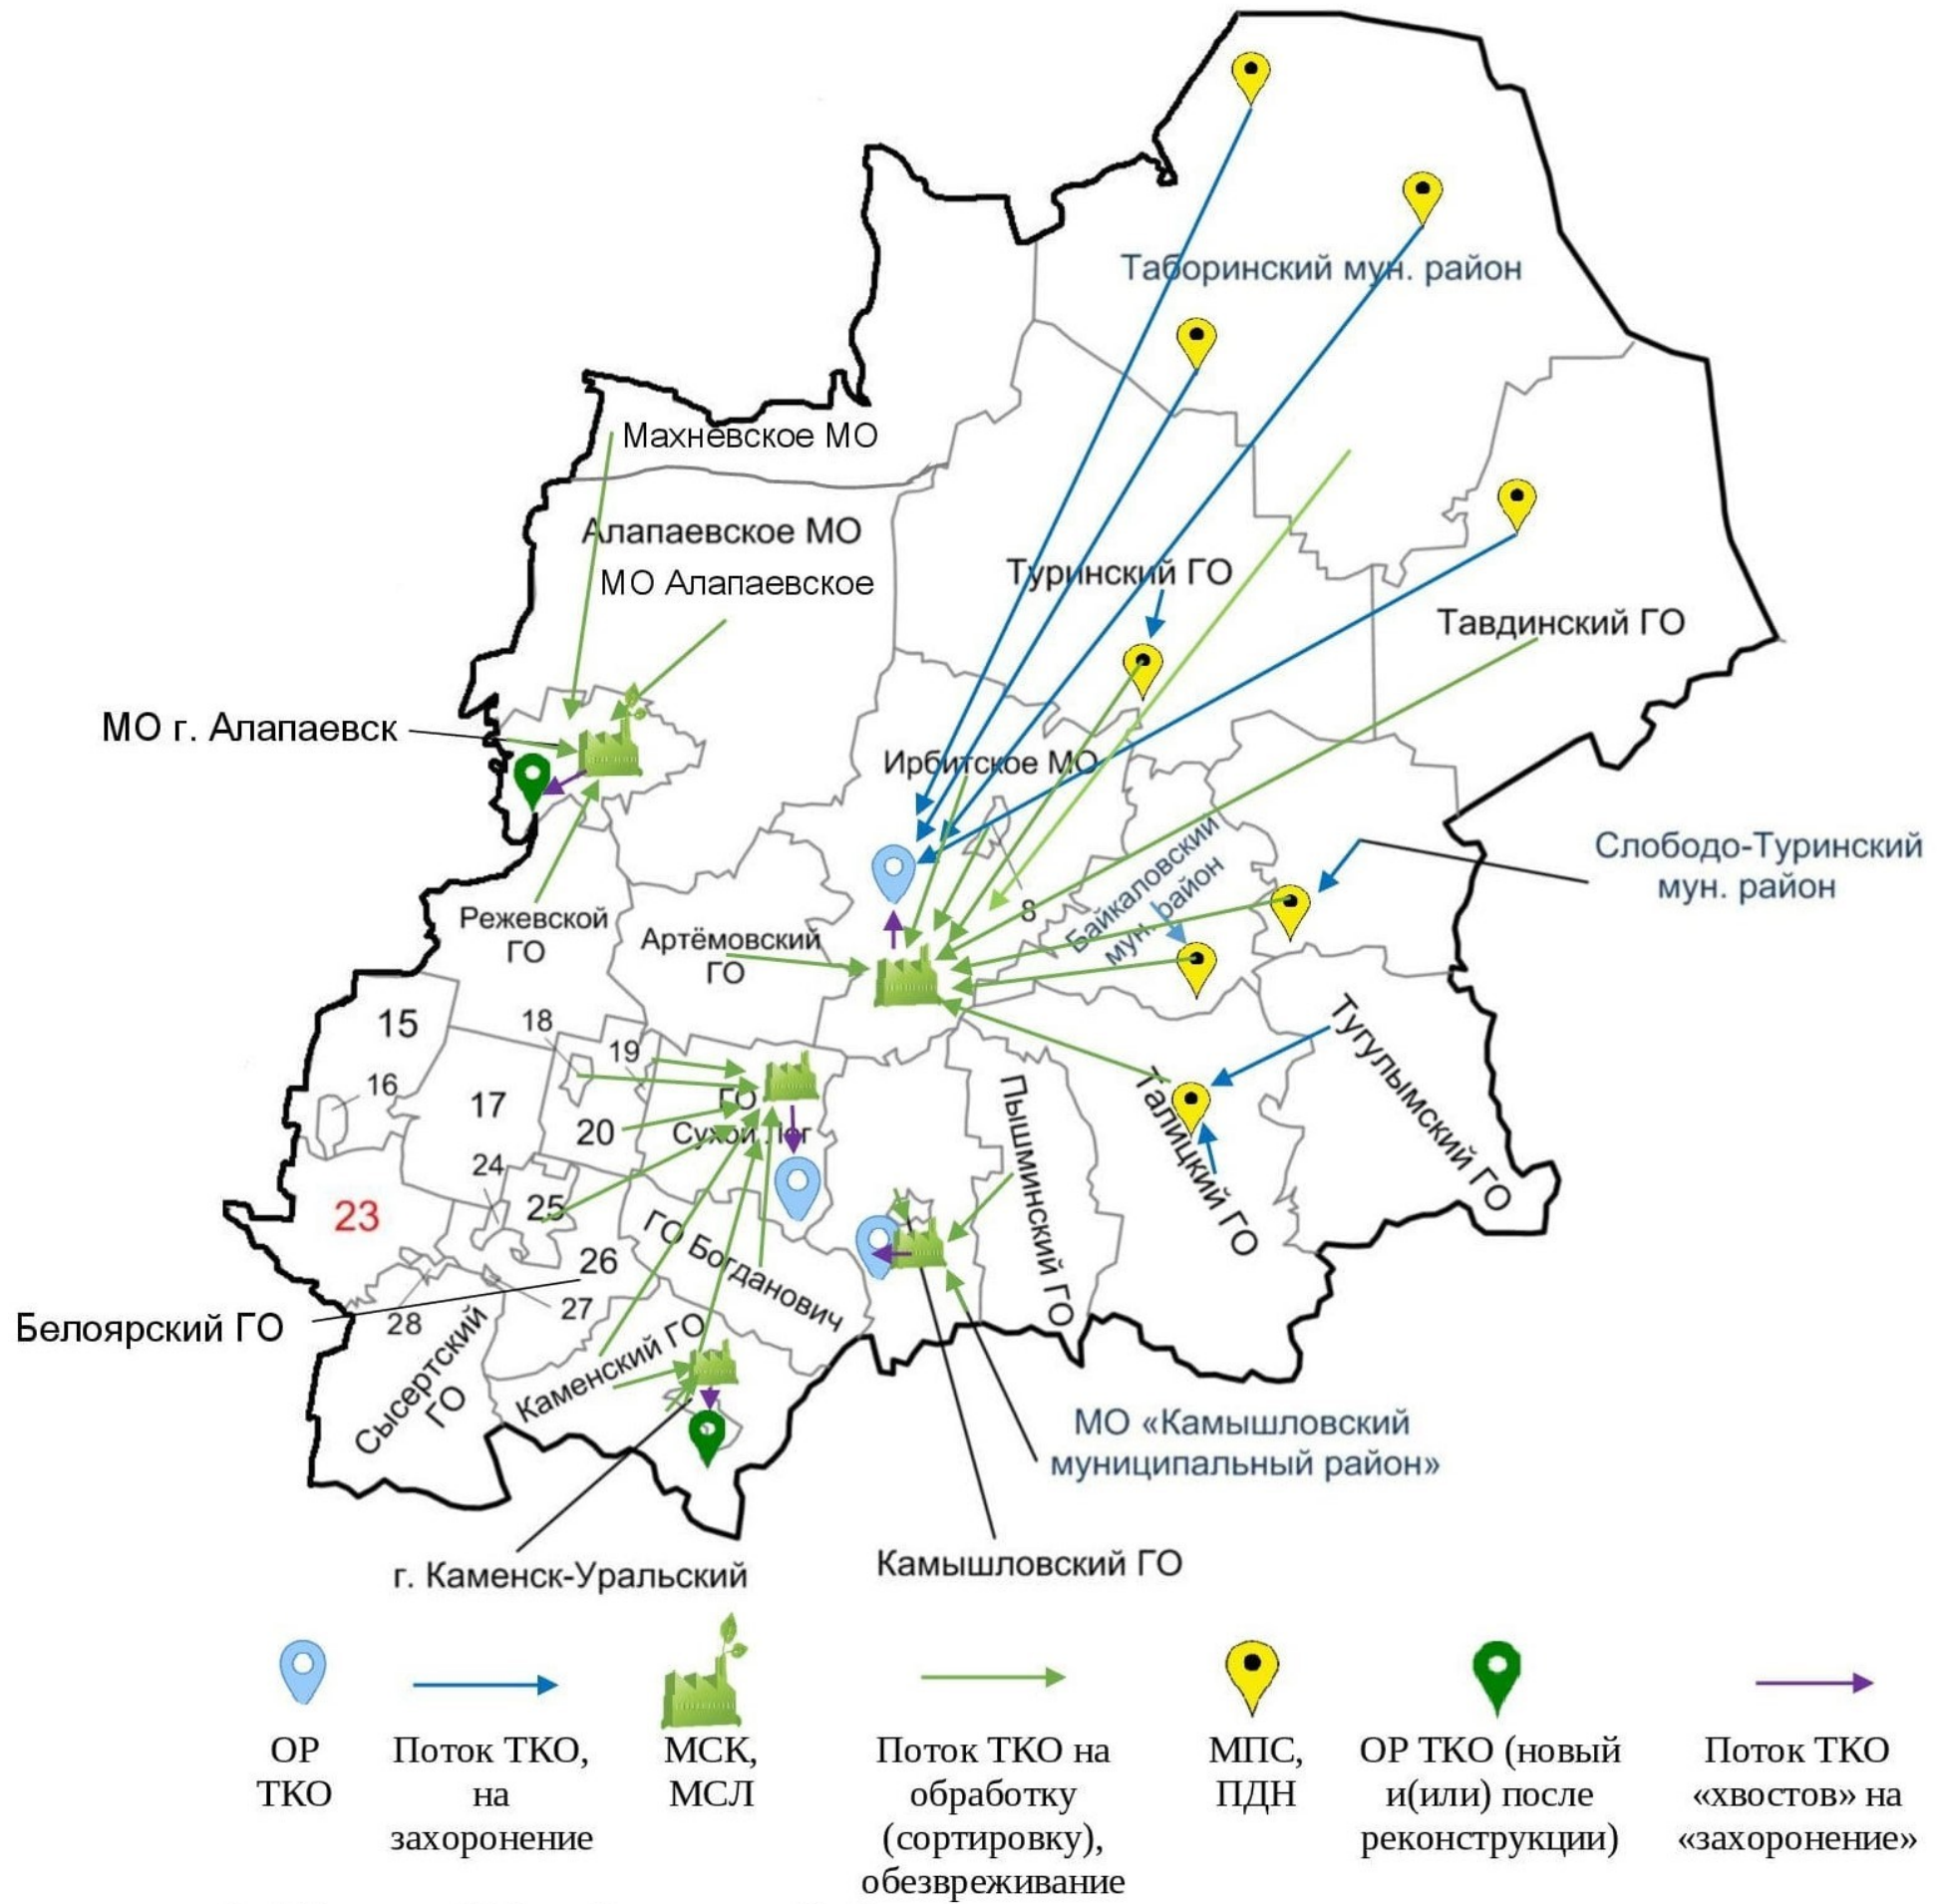 Таборинский мун. район
Махнёвское МО
Алапаевское МО
МО Алапаевское
Туринский ГО
Тавдинский ГО
МО г. Алапаевск
Ирбитское МО
Слободо-Туринский
мун. район
Байкаловский
мун. район
8
Режевской
ГО
Артёмовский
ГО
15
18
19
16
17
20
ГО
Сухой Лог
Пышминский ГО
Талицкий ГО
Тугулымский ГО
24
23
25
26
ГО Богданович
27
28
Белоярский ГО
Сысертский
ГО
Каменский ГО
МО «Камышловский
муниципальный район»
Камышловский ГО
г. Каменск-Уральский
ОР
ТКО
Поток ТКО,
на
захоронение
МСК,
МСЛ
Поток ТКО на
обработку
(сортировку),
обезвреживание
МПС,
ПДН
ОР ТКО (новый
и(или) после
реконструкции)
Поток ТКО
«хвостов» на
«захоронение»